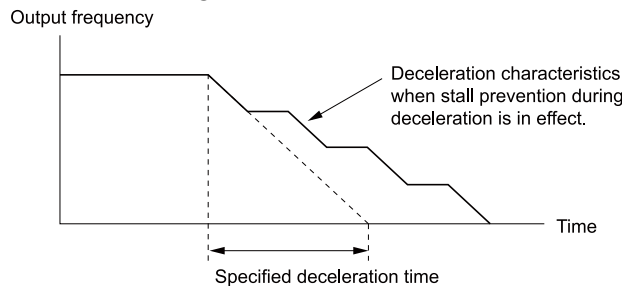 Output frequency
Deceleration characteristics
when stall prevention during
deceleration is in effect.
Time
Specified deceleration time